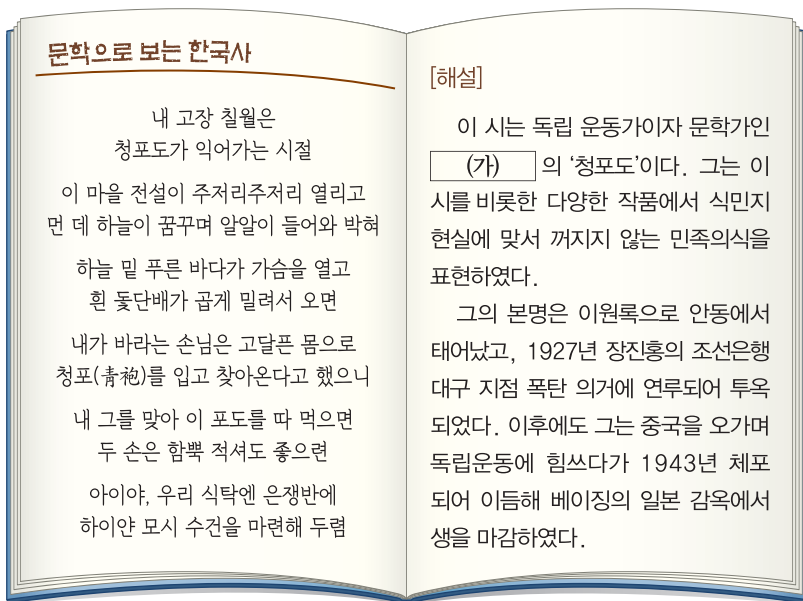 문학으로 보는 한국사
내 고장 칠월은
청포도가 익어가는 시절
이 마을 전설이 주저리주저리 열리고
먼 데 하늘이 꿈꾸며 알알이 들어와 박혀
하늘 밑 푸른 바다가 가슴을 열고
흰 돛단배가 곱게 밀려서 오면
내가 바라는 손님은 고달픈 몸으로
청포(靑袍)를 입고 찾아온다고 했으니
내 그를 맞아 이 포도를 따 먹으면
두 손은 함뿍 적셔도 좋으련
아이야, 우리 식탁엔 은쟁반에
하이얀 모시 수건을 마련해 두렴
[해설]
이 시는 독립 운동가이자 문학가인
(가) 의 ‘청포도’이다. 그는 이
시를 비롯한 다양한 작품에서 식민지
현실에 맞서 꺼지지 않는 민족의식을
표현하였다.
그의 본명은 이원록으로 안동에서
태어났고, 1927년 장진홍의 조선은행
대구 지점 폭탄 의거에 연루되어 투옥
되었다. 이후에도 그는 중국을 오가며
독립운동에 힘쓰다가 1943년 체포
되어 이듬해 베이징의 일본 감옥에서
생을 마감하였다.